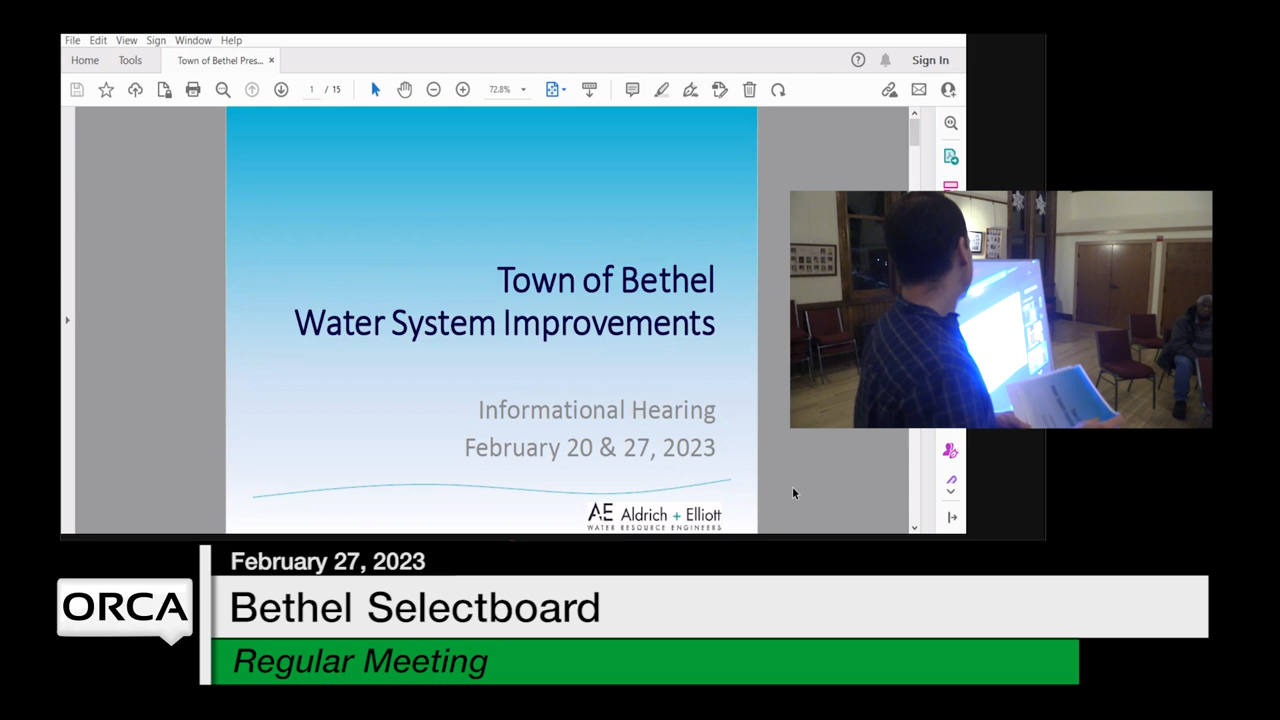 File Edit View Sign Window Help
Home Tools Town of Bethel Pres... × Sign In
1 / 15 72.8%
Town of Bethel
Water System Improvements
Informational Hearing
February 20 & 27, 2023
AE Aldrich + Elliott
WATER RESOURCE ENGINEERS
February 27, 2023
ORCA
Bethel Selectboard
Regular Meeting